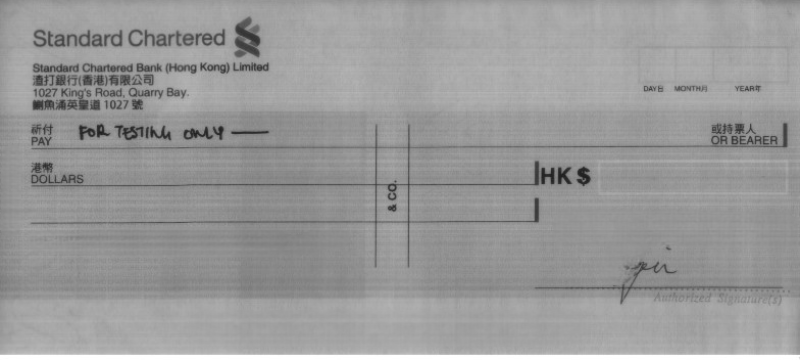 Standard Chartered
Standard Chartered Bank (Hong Kong) Limited
渣打銀行(香港)有限公司
1027 King's Road, Quarry Bay.
鰂魚涌英皇道 1027 號
DAY日 MONTH月 YEAR年
祈付 或持票人
PAY FOR TESTING ONLY — OR BEARER
港幣
DOLLARS
HK $
& CO.
Authorized Signature(s)